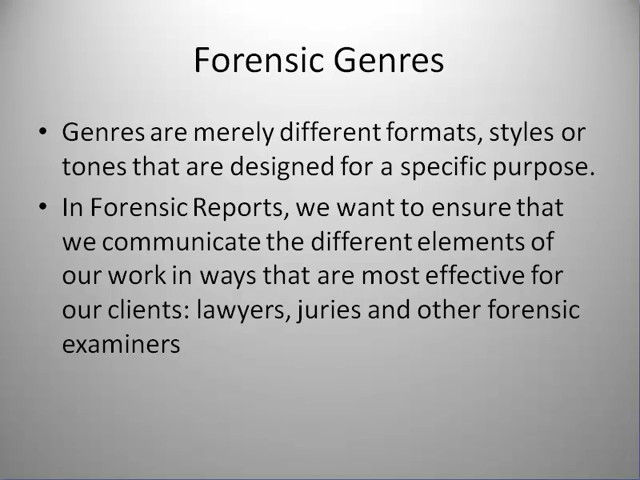 Forensic Genres
• Genres are merely different formats, styles or
tones that are designed for a specific purpose.
• In Forensic Reports, we want to ensure that
we communicate the different elements of
our work in ways that are most effective for
our clients: lawyers, juries and other forensic
examiners